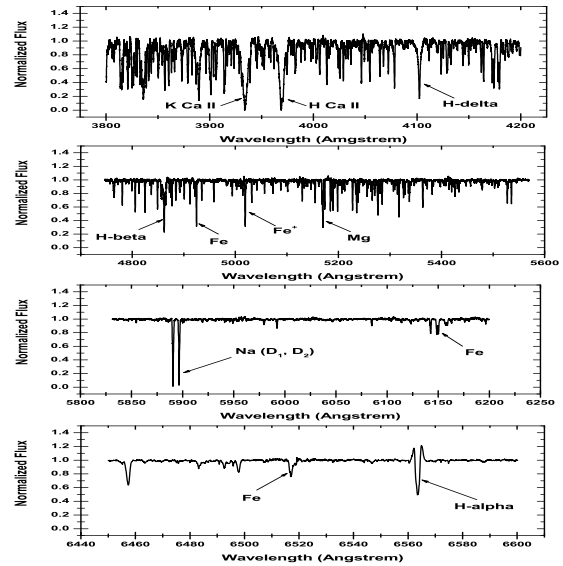 Normalized Flux
1.4
1.2
1.0
0.8
0.6
0.4
0.2
0.0
K Ca II
H Ca II
H-delta
3800 3900 4000 4100 4200
Wavelength (Amgstrem)
Normalized Flux
1.4
1.2
1.0
0.8
0.6
0.4
0.2
0.0
H-beta
Fe
Fe+
Mg
4800 5000 5200 5400 5600
Wavelength (Angstrem)
Normalized Flux
1.4
1.2
1.0
0.8
0.6
0.4
0.2
0.0
Na (D1, D2)
Fe
5800 5850 5900 5950 6000 6050 6100 6150 6200 6250
Wavelength (Angstrem)
Normalized Flux
1.4
1.2
1.0
0.8
0.6
0.4
0.2
0.0
Fe
H-alpha
6440 6460 6480 6500 6520 6540 6560 6580 6600
Wavelength (Angstrem)